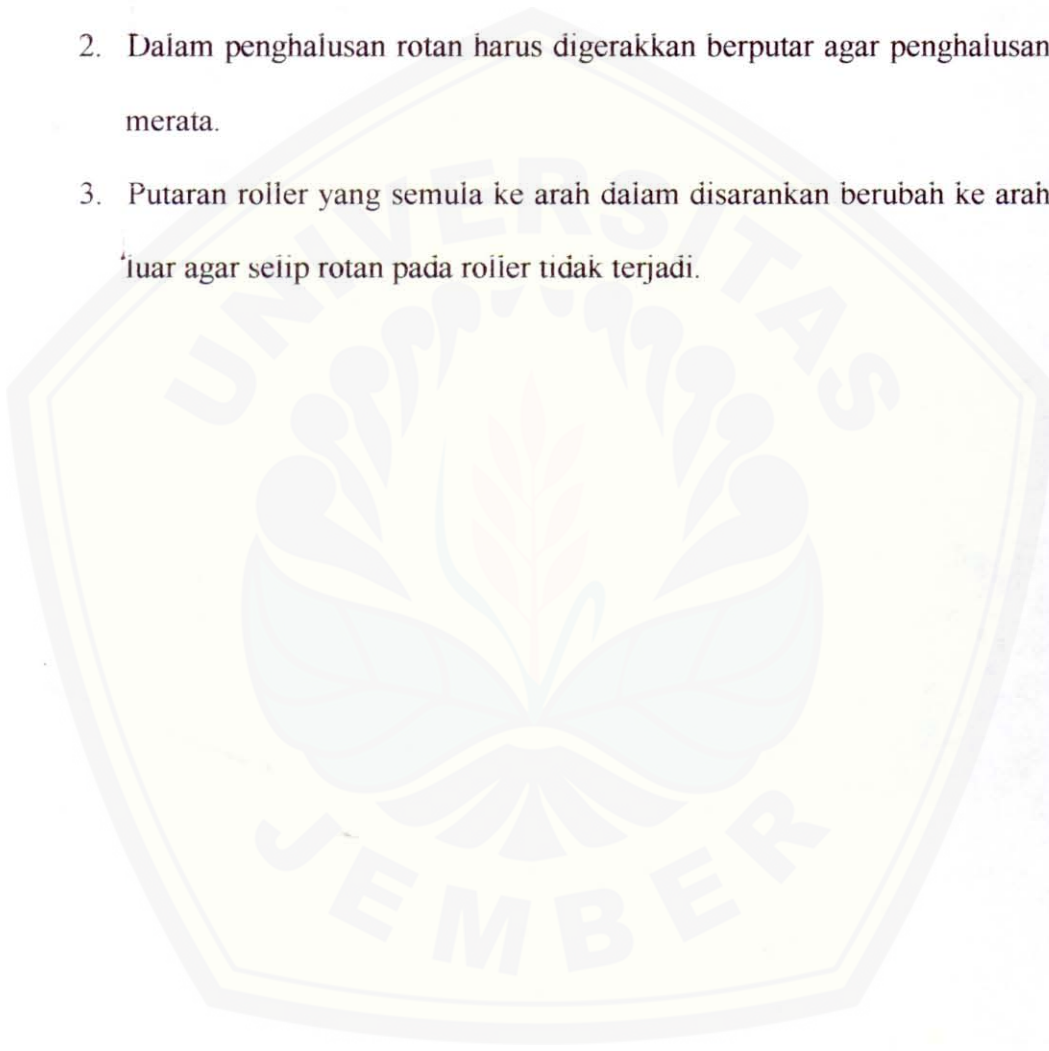 2. Dalam penghalusan rotan harus digerakkan berputar agar penghalusan
merata.
3. Putaran roller yang semula ke arah dalam disarankan berubah ke arah
luar agar selip rotan pada roller tidak terjadi.
UNIVERSITAS
JEMBER